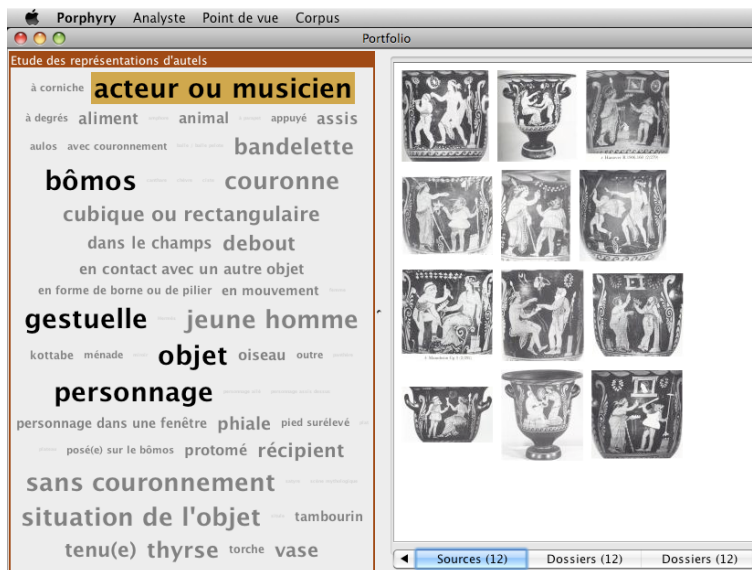 Porphyry Analyste Point de vue Corpus
Portfolio
Etude des représentations d'autels
à corniche acteur ou musicien
à degrés aliment animal appuyé assis
aulos avec couronnement bandelette
bômos couronne
cubique ou rectangulaire
dans le champs debout
en contact avec un autre objet
en forme de borne ou de pilier en mouvement
gestuelle jeune homme
kottabe ménade objet oiseau outre
personnage
personnage dans une fenêtre phiale pied surélevé
posé(e) sur le bômos protomé récipient
sans couronnement
situation de l'objet tambourin
tenu(e) thyrse torche vase
Sources (12) Dossiers (12) Dossiers (12)